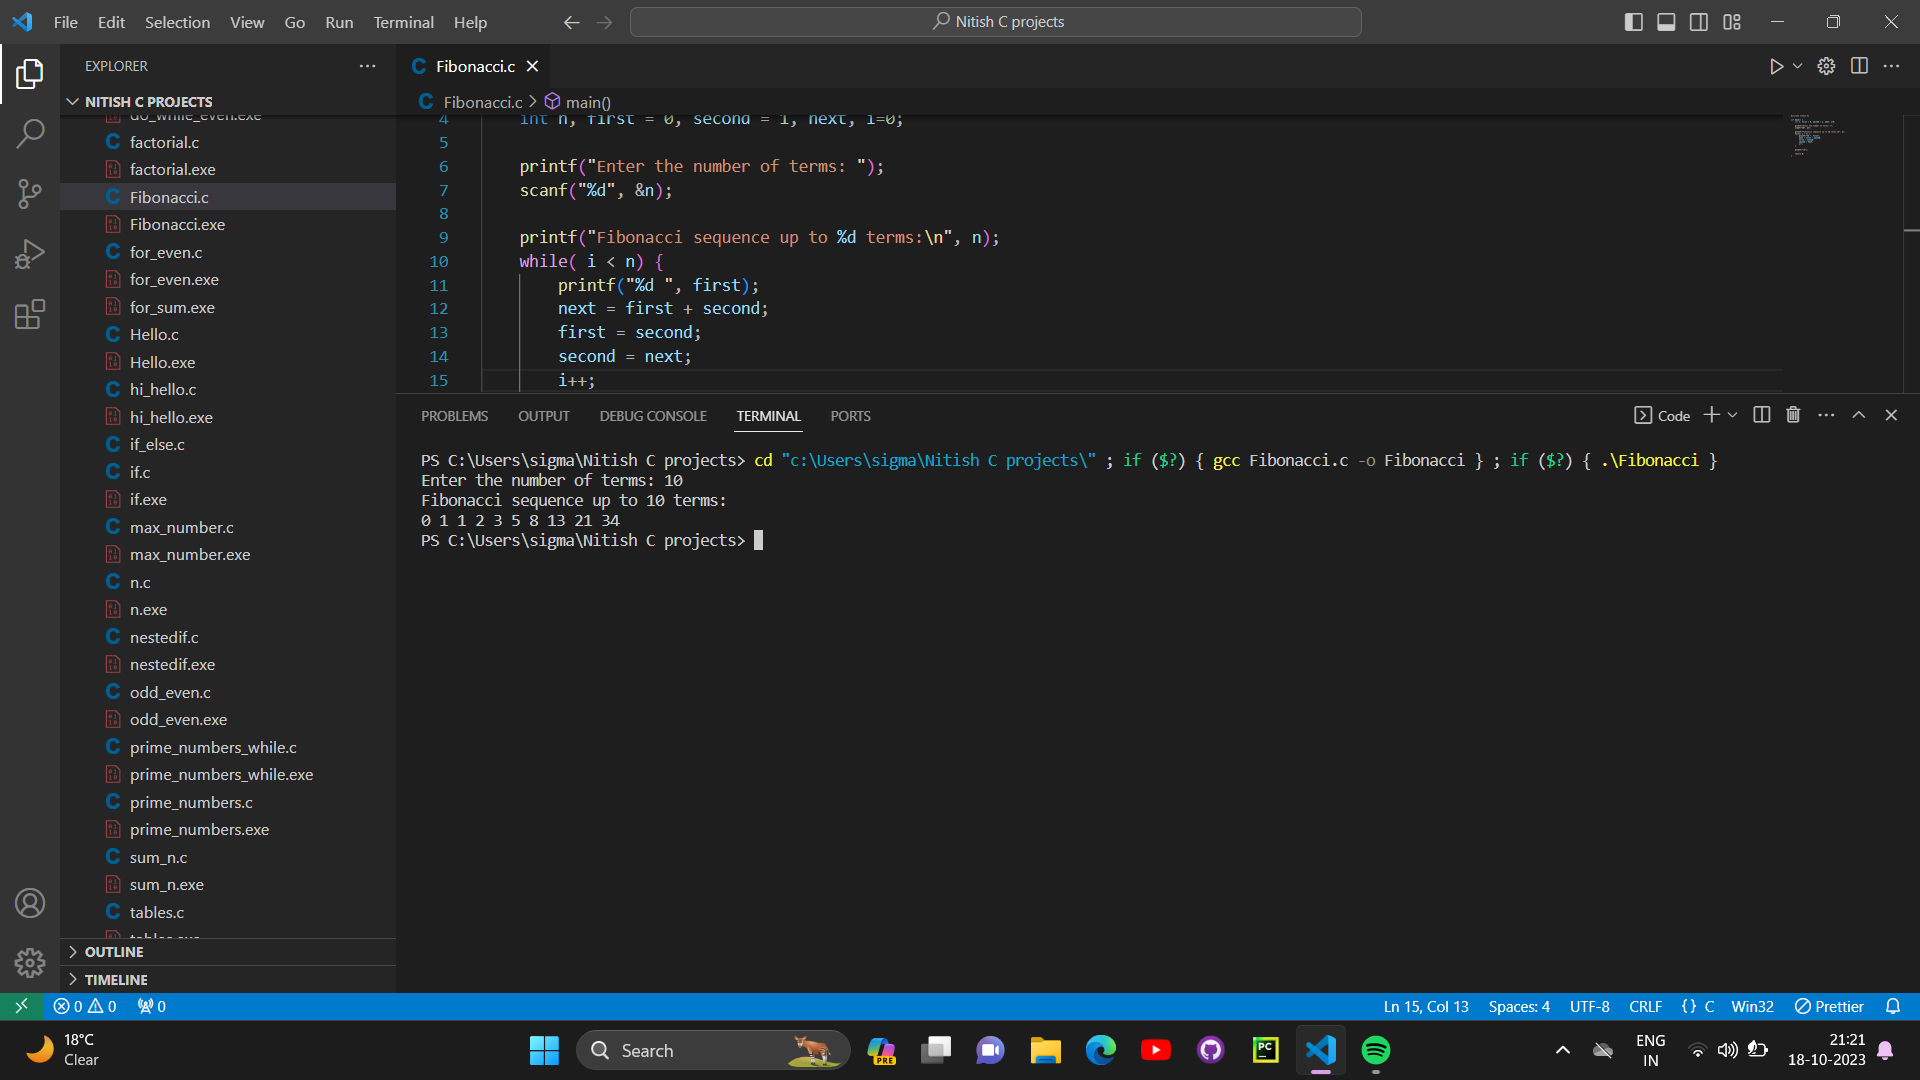 File Edit Selection View Go Run Terminal Help
Nitish C projects
EXPLORER
NITISH C PROJECTS
do_while_even.exe
factorial.c
factorial.exe
Fibonacci.c
Fibonacci.exe
for_even.c
for_even.exe
for_sum.exe
Hello.c
Hello.exe
hi_hello.c
hi_hello.exe
if_else.c
if.c
if.exe
max_number.c
max_number.exe
n.c
n.exe
nestedif.c
nestedif.exe
odd_even.c
odd_even.exe
prime_numbers_while.c
prime_numbers_while.exe
prime_numbers.c
prime_numbers.exe
sum_n.c
sum_n.exe
tables.c
tables.exe
OUTLINE
TIMELINE
Fibonacci.c
Fibonacci.c > main()
4 int n, first = 0, second = 1, next, i=0;
5
6 printf("Enter the number of terms: ");
7 scanf("%d", &n);
8
9 printf("Fibonacci sequence up to %d terms:\n", n);
10 while( i < n) {
11 printf("%d ", first);
12 next = first + second;
13 first = second;
14 second = next;
15 i++;
PROBLEMS OUTPUT DEBUG CONSOLE TERMINAL PORTS
Code
PS C:\Users\sigma\Nitish C projects> cd "c:\Users\sigma\Nitish C projects\" ; if ($?) { gcc Fibonacci.c -o Fibonacci } ; if ($?) { .\Fibonacci }
Enter the number of terms: 10
Fibonacci sequence up to 10 terms:
0 1 1 2 3 5 8 13 21 34
PS C:\Users\sigma\Nitish C projects>
0 0 0
Ln 15, Col 13 Spaces: 4 UTF-8 CRLF {} C Win32 Prettier
18°C
Clear
Search
PRE
PC
ENG
IN
21:21
18-10-2023